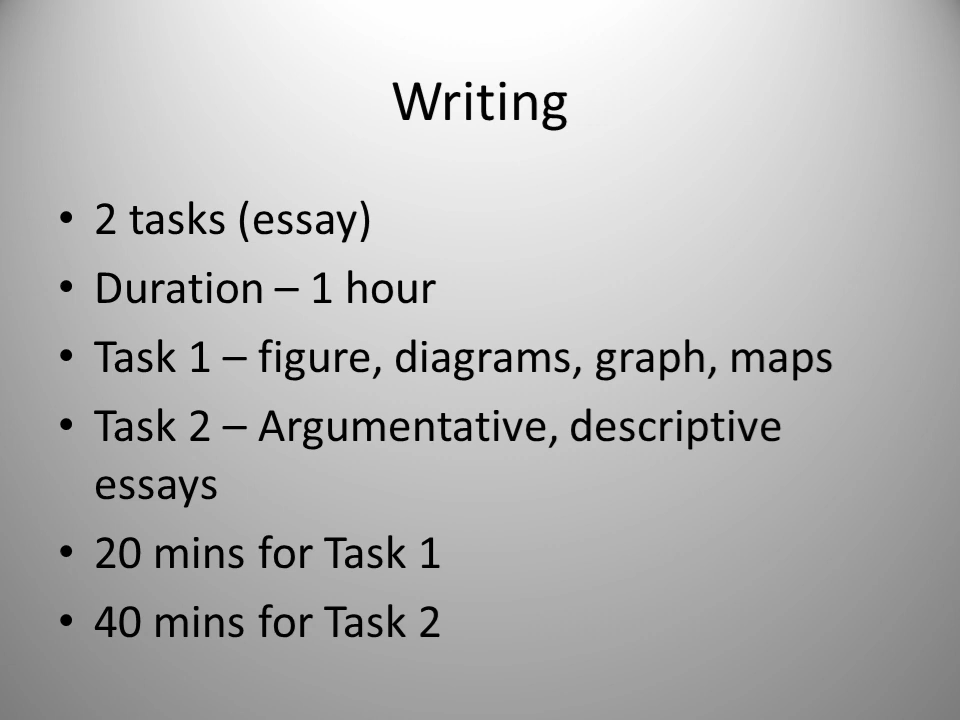 Writing
• 2 tasks (essay)
• Duration – 1 hour
• Task 1 – figure, diagrams, graph, maps
• Task 2 – Argumentative, descriptive
essays
• 20 mins for Task 1
• 40 mins for Task 2